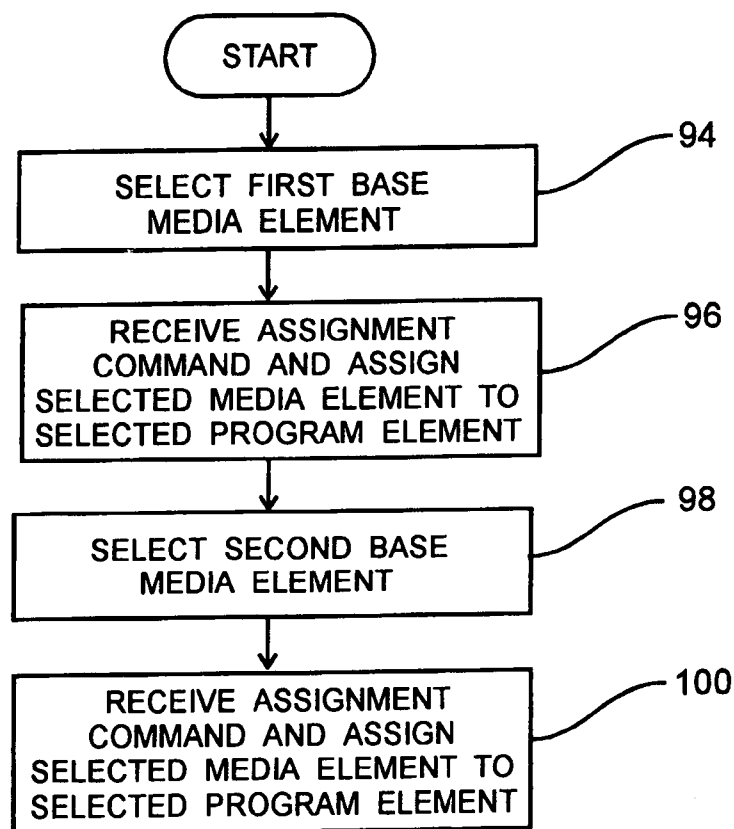 START
94
SELECT FIRST BASE
MEDIA ELEMENT
96
RECEIVE ASSIGNMENT
COMMAND AND ASSIGN
SELECTED MEDIA ELEMENT TO
SELECTED PROGRAM ELEMENT
98
SELECT SECOND BASE
MEDIA ELEMENT
100
RECEIVE ASSIGNMENT
COMMAND AND ASSIGN
SELECTED MEDIA ELEMENT TO
SELECTED PROGRAM ELEMENT